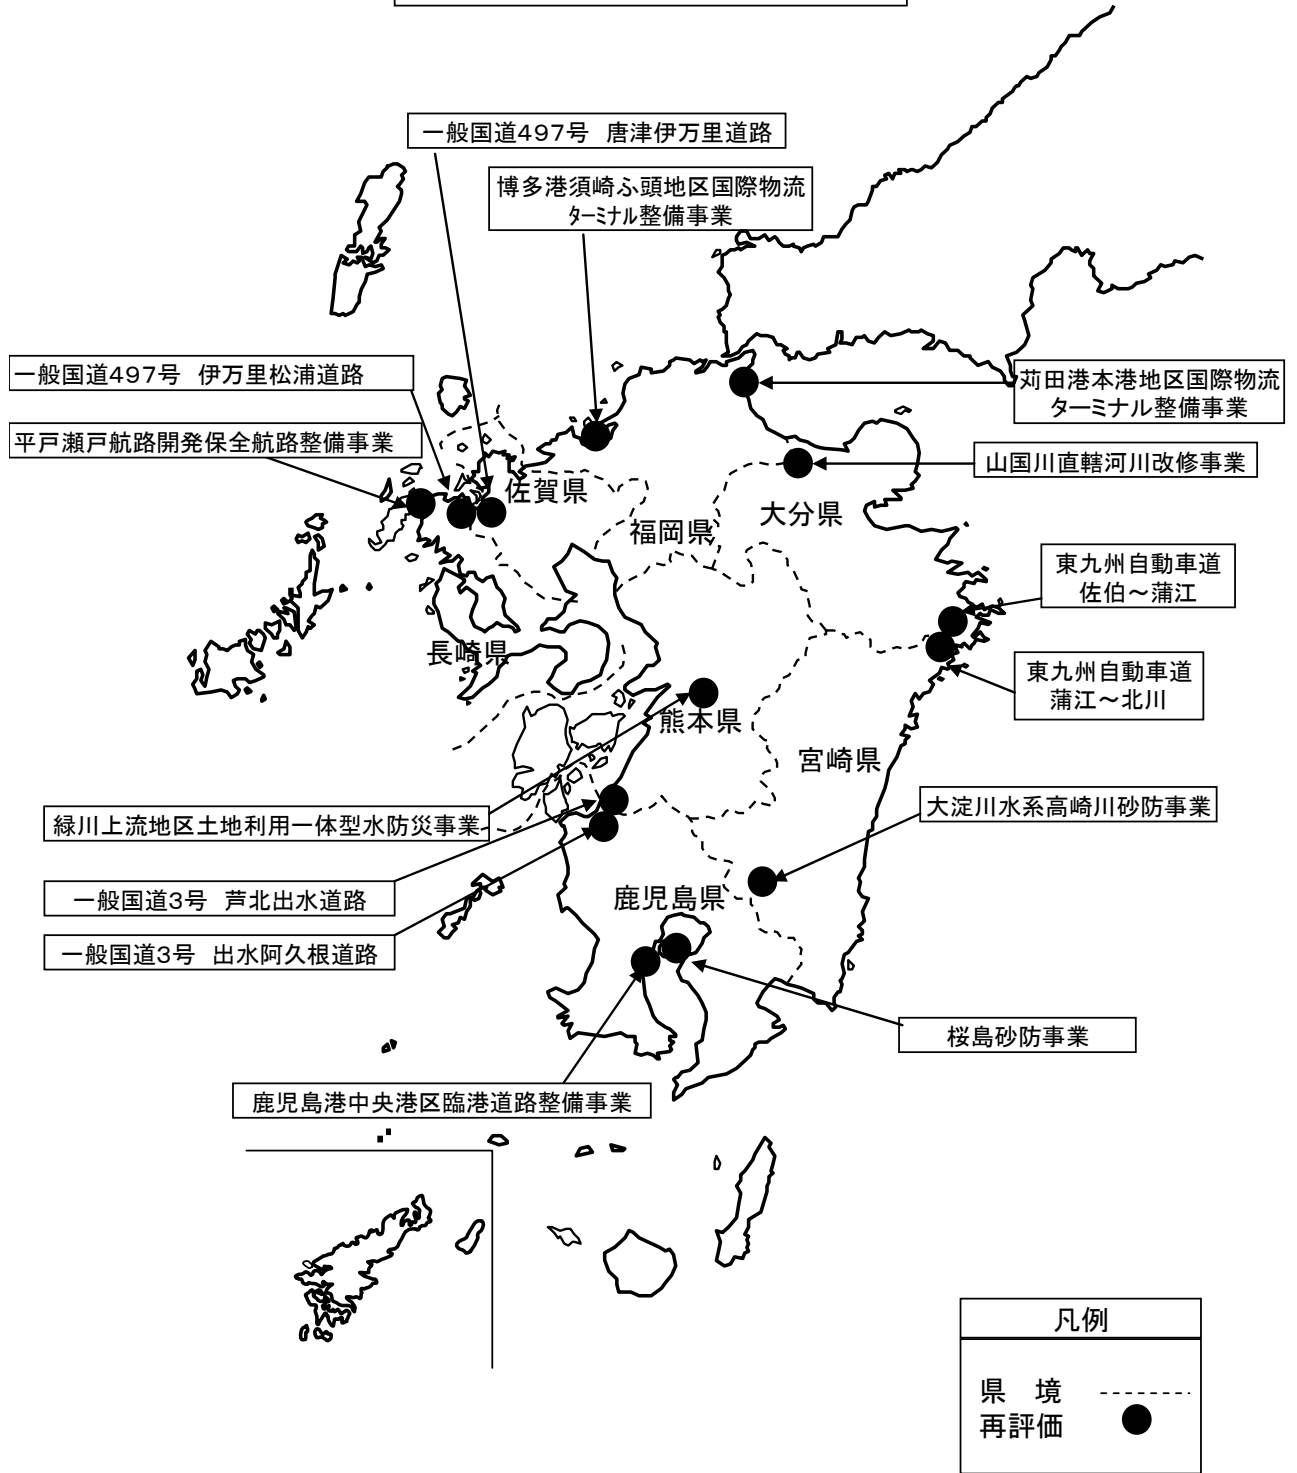 一般国道497号 唐津伊万里道路
博多港須崎ふ頭地区国際物流
ターミナル整備事業
一般国道497号 伊万里松浦道路
苅田港本港地区国際物流
ターミナル整備事業
平戸瀬戸航路開発保全航路整備事業
山国川直轄河川改修事業
佐賀県
福岡県
大分県
東九州自動車道
佐伯～蒲江
長崎県
東九州自動車道
蒲江～北川
熊本県
宮崎県
緑川上流地区土地利用一体型水防災事業
大淀川水系高崎川砂防事業
一般国道3号 芦北出水道路
鹿児島県
一般国道3号 出水阿久根道路
桜島砂防事業
鹿児島港中央港区臨港道路整備事業
凡例
県 境
再評価